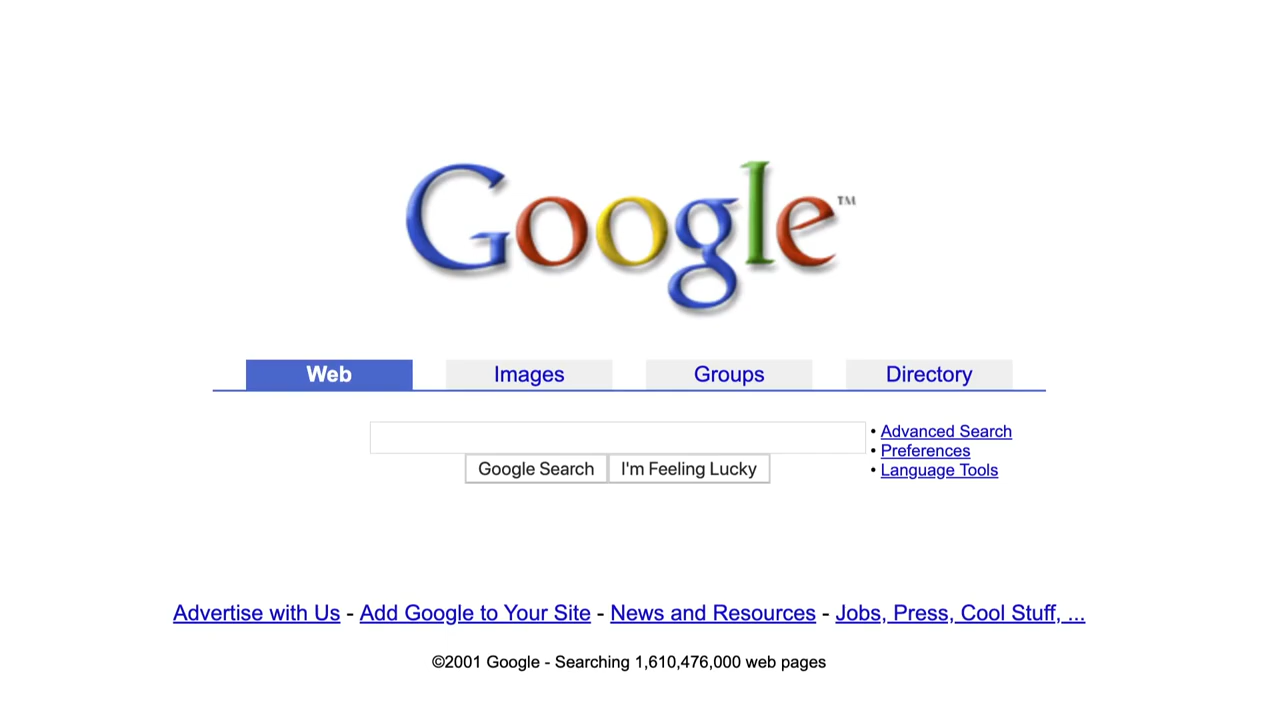 Google™
Web Images Groups Directory
• Advanced Search
• Preferences
• Language Tools
Google Search I'm Feeling Lucky
Advertise with Us - Add Google to Your Site - News and Resources - Jobs, Press, Cool Stuff, ...
©2001 Google - Searching 1,610,476,000 web pages